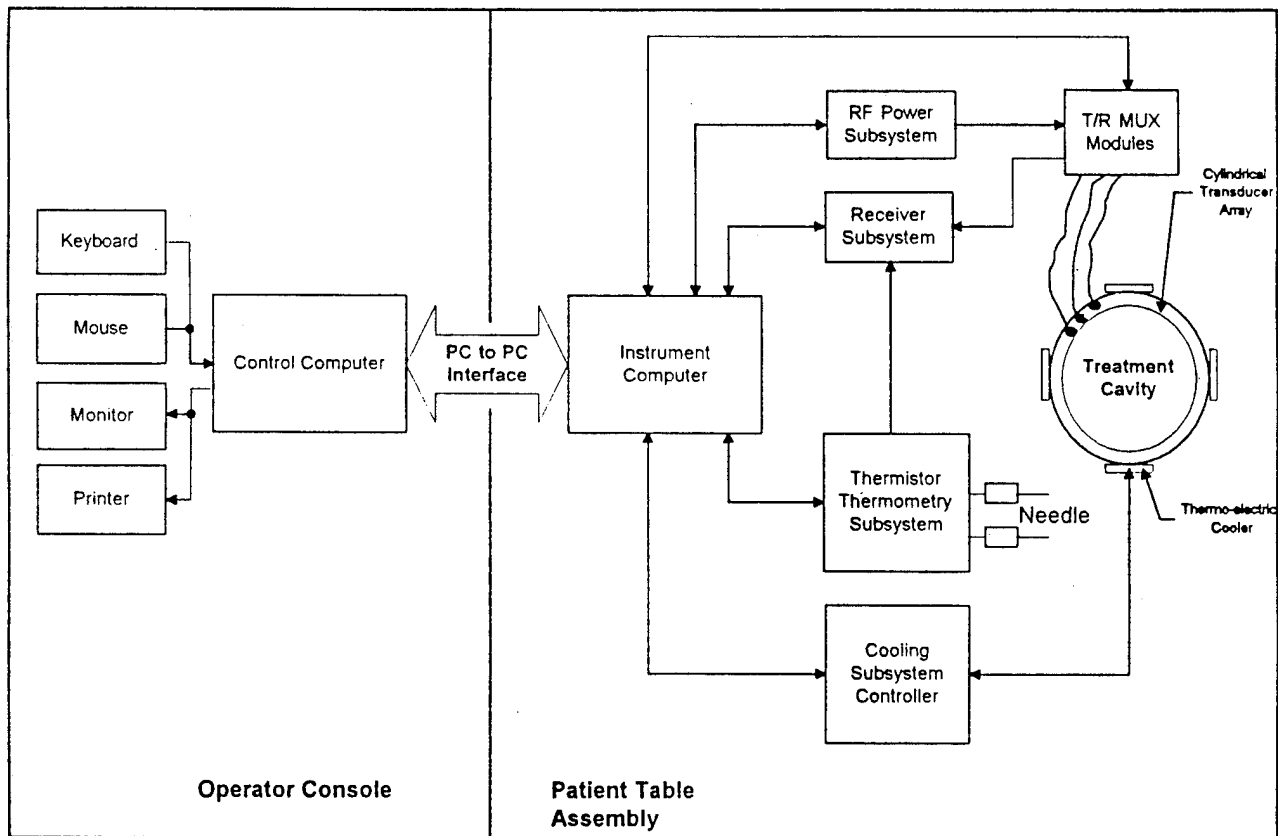 Keyboard
Mouse
Monitor
Printer
Control Computer
PC to PC
Interface
Operator Console
Instrument
Computer
RF Power
Subsystem
T/R MUX
Modules
Receiver
Subsystem
Cylindrical
Transducer
Array
Treatment
Cavity
Thermistor
Thermometry
Subsystem
Needle
Thermo-electric
Cooler
Cooling
Subsystem
Controller
Patient Table
Assembly